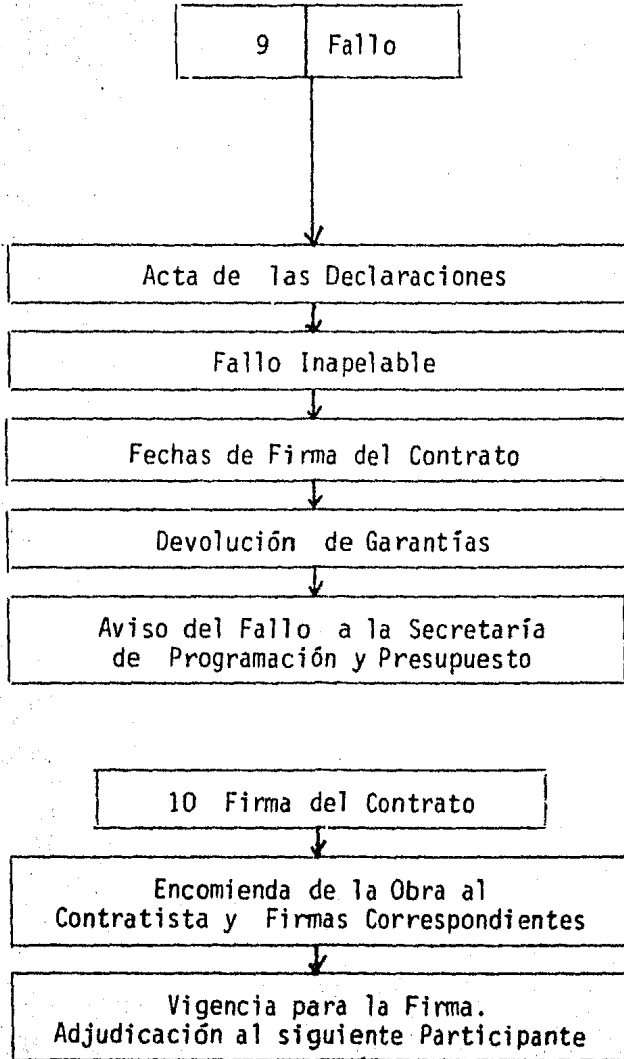 9 Fallo
Acta de las Declaraciones
Fallo Inapelable
Fechas de Firma del Contrato
Devolución de Garantías
Aviso del Fallo a la Secretaría
de Programación y Presupuesto
10 Firma del Contrato
Encomienda de la Obra al
Contratista y Firmas Correspondientes
Vigencia para la Firma.
Adjudicación al siguiente Participante